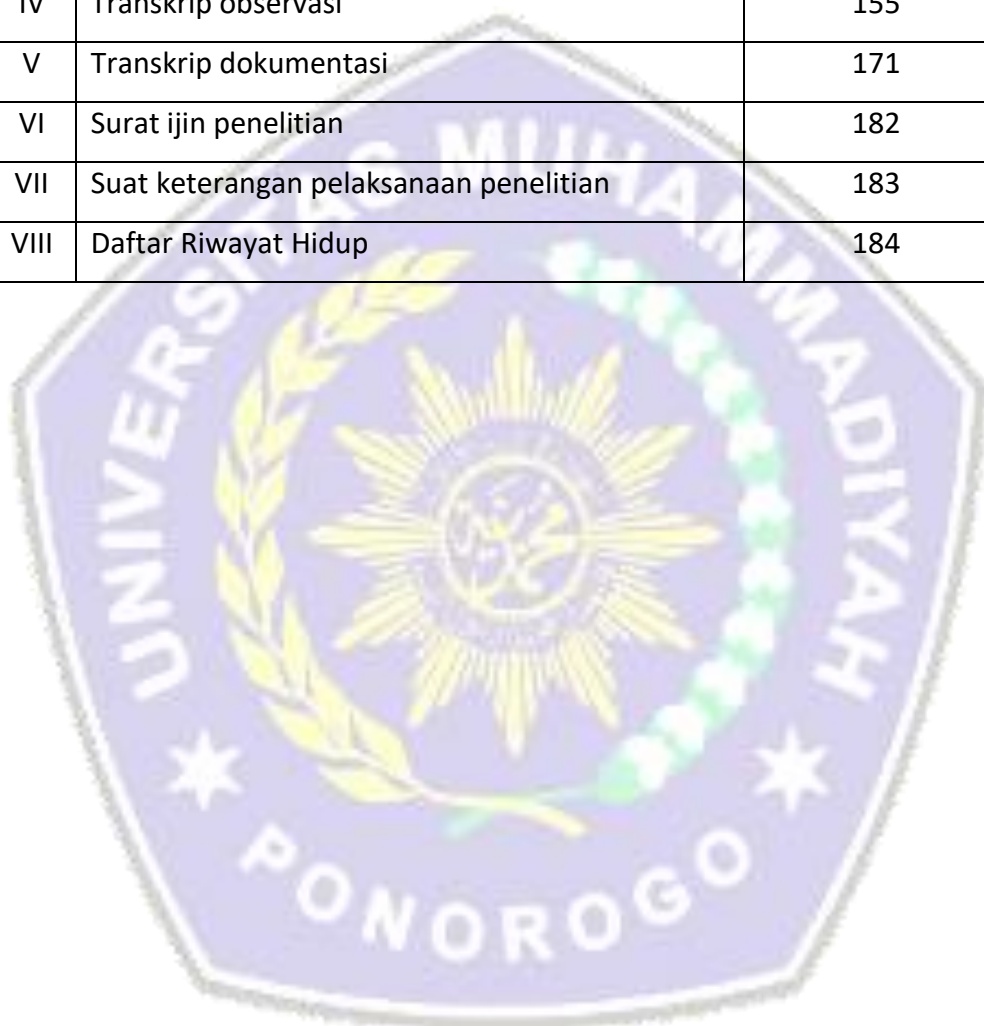 IV Transkrip observasi 155
V Transkrip dokumentasi 171
VI Surat ijin penelitian 182
VII Suat keterangan pelaksanaan penelitian 183
VIII Daftar Riwayat Hidup 184
UNIVERSITAS MUHAMMADIYAH
PONOROGO